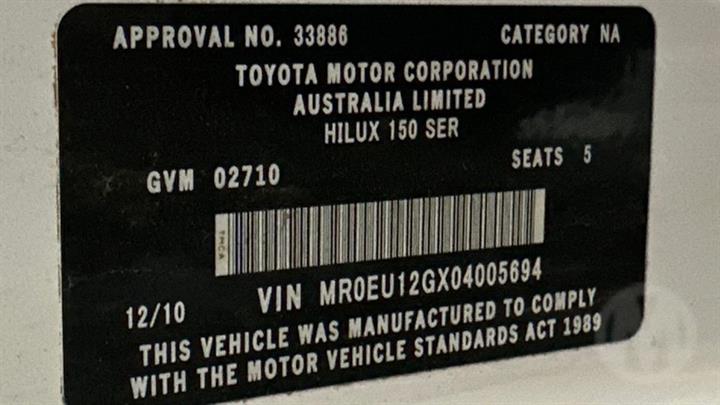 APPROVAL NO. 33886 CATEGORY NA
TOYOTA MOTOR CORPORATION
AUSTRALIA LIMITED
HILUX 150 SER
GVM 02710 SEATS 5
TMCA
12/10 VIN MR0EU12GX04005694
THIS VEHICLE WAS MANUFACTURED TO COMPLY
WITH THE MOTOR VEHICLE STANDARDS ACT 1989